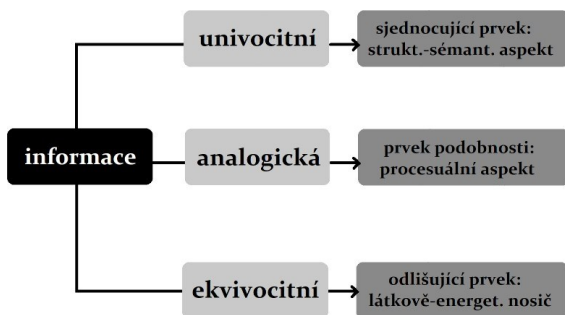 univocitní
sjednocující prvek:
strukt.-sémant. aspekt
informace
analogická
prvek podobnosti:
procesuální aspekt
ekvivocitní
odlišující prvek:
látkově-energet. nosič